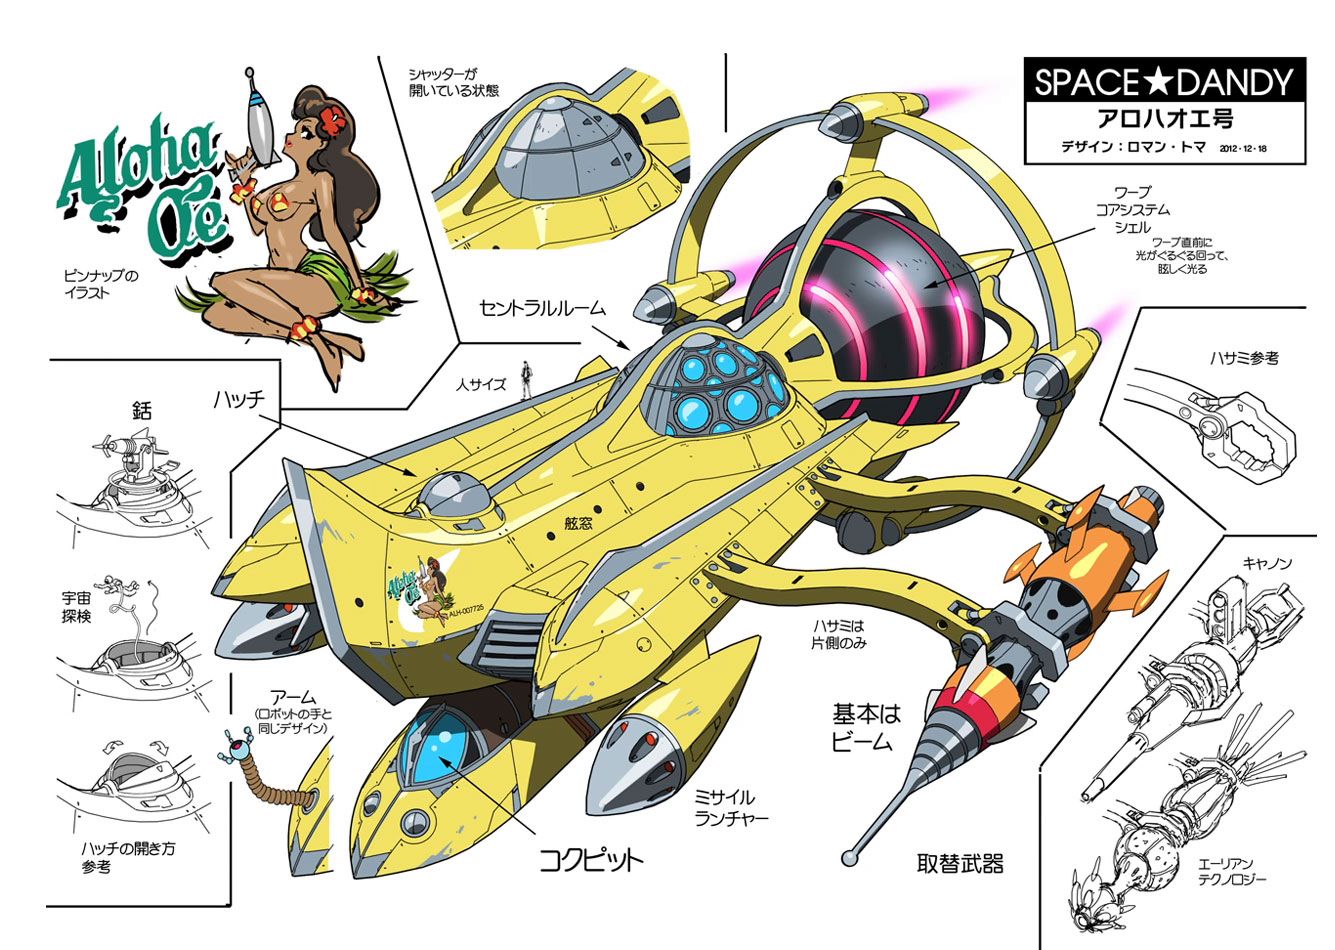 SPACE★DANDY
アロハオエ号
デザイン：ロマン・トマ 2012・12・18
Aloha
Oe
ピンナップの
イラスト
シャッターが
開いている状態
ワープ
コアシステム
シェル
ワープ直前に
光がぐるぐる回って、
眩しく光る
セントラルルーム
人サイズ
ハッチ
ハサミ参考
銛
舷窓
宇宙
探検
Aloha
Oe
ALH-007725
キャノン
ハサミは
片側のみ
アーム
（ロボットの手と
同じデザイン）
基本は
ビーム
ミサイル
ランチャー
ハッチの開き方
参考
コクピット
取替武器
エーリアン
テクノロジー